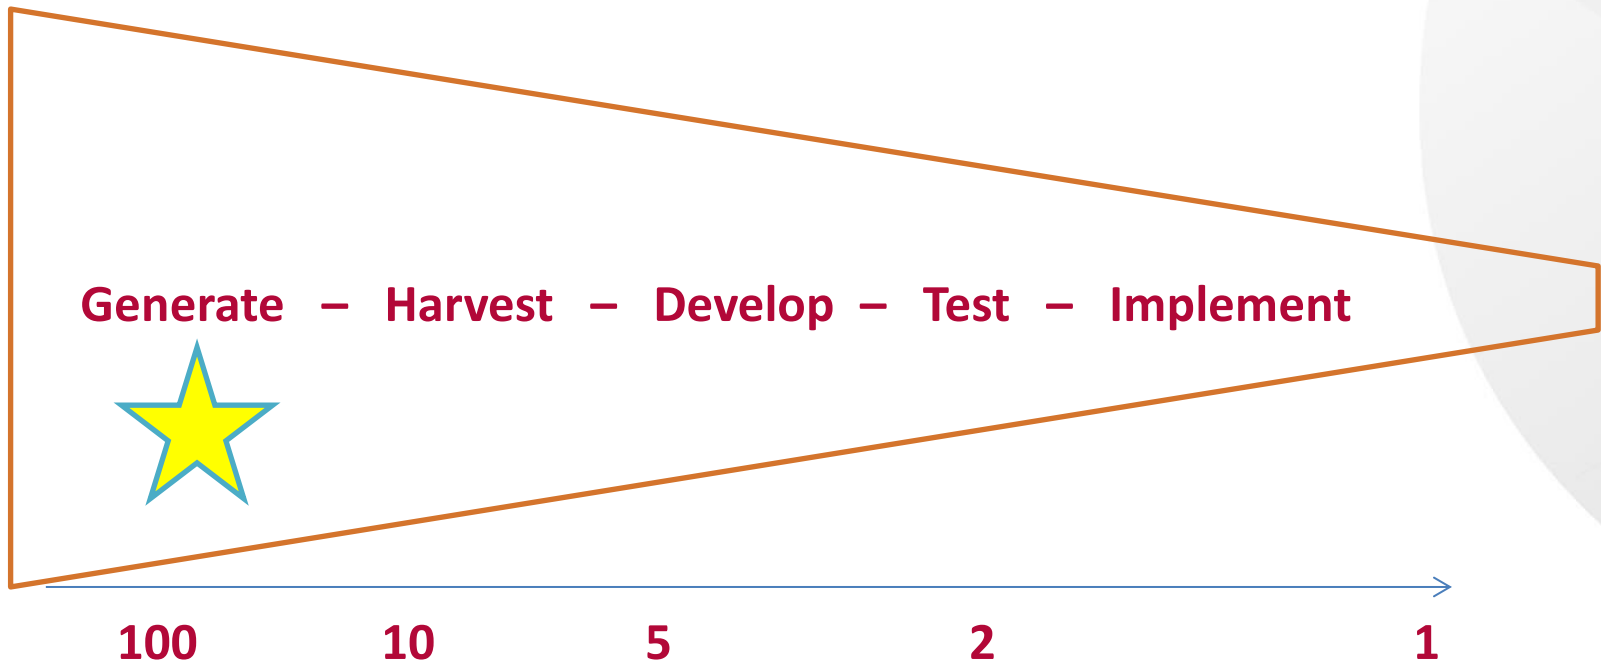 Generate – Harvest – Develop – Test – Implement
100 10 5 2 1